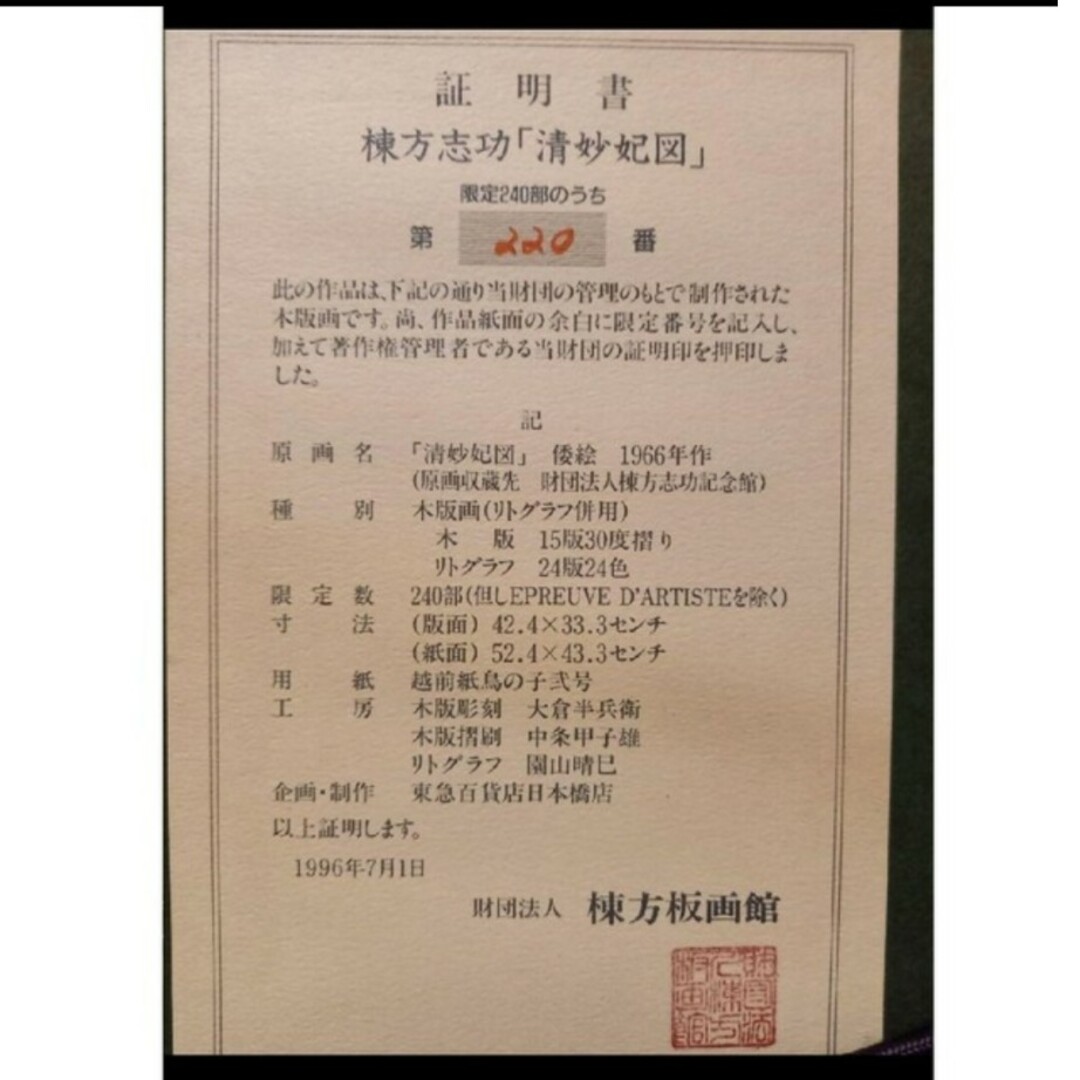 証明書
棟方志功「清妙妃図」
限定240部のうち
第 220 番
此の作品は、下記の通り当財団の管理のもとで制作された
木版画です。尚、作品紙面の余白に限定番号を記入し、
加えて著作権管理者である当財団の証明印を押印しま
した。
記
原画名 「清妙妃図」 倭絵 1966年作
(原画収蔵先 財団法人棟方志功記念館)
種別 木版画(リトグラフ併用)
木版 15版30度摺り
リトグラフ 24版24色
限定数 240部(但しEPREUVE D'ARTISTEを除く)
寸法 (版面) 42.4×33.3センチ
(紙面) 52.4×43.3センチ
用紙 越前紙鳥の子弐号
工房 木版彫刻 大倉半兵衛
木版摺刷 中条甲子雄
リトグラフ 園山晴巳
企画・制作 東急百貨店日本橋店
以上証明します。
1996年7月1日
財団法人 棟方板画館